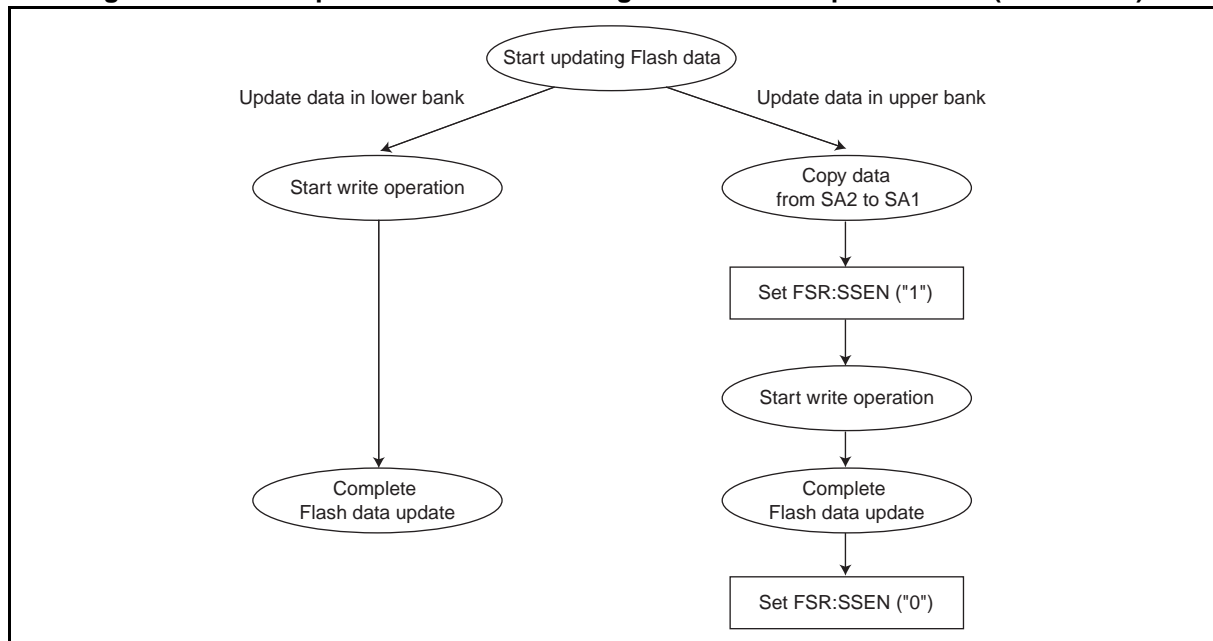 Start updating Flash data
Update data in lower bank
Update data in upper bank
Start write operation
Copy data
from SA2 to SA1
Set FSR:SSEN ("1")
Start write operation
Complete
Flash data update
Complete
Flash data update
Set FSR:SSEN ("0")